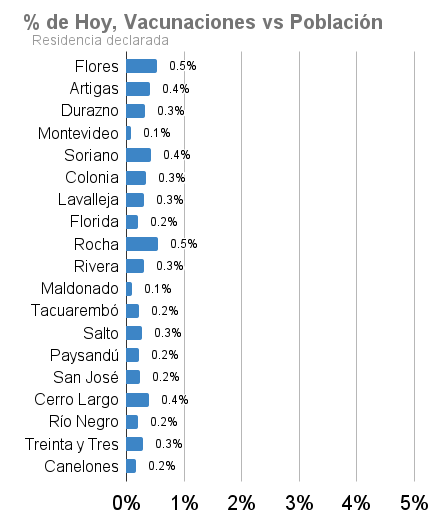 % de Hoy, Vacunaciones vs Población
Residencia declarada
Flores 0.5%
Artigas 0.4%
Durazno 0.3%
Montevideo 0.1%
Soriano 0.4%
Colonia 0.3%
Lavalleja 0.3%
Florida 0.2%
Rocha 0.5%
Rivera 0.3%
Maldonado 0.1%
Tacuarembó 0.2%
Salto 0.3%
Paysandú 0.2%
San José 0.2%
Cerro Largo 0.4%
Río Negro 0.2%
Treinta y Tres 0.3%
Canelones 0.2%
0% 1% 2% 3% 4% 5%